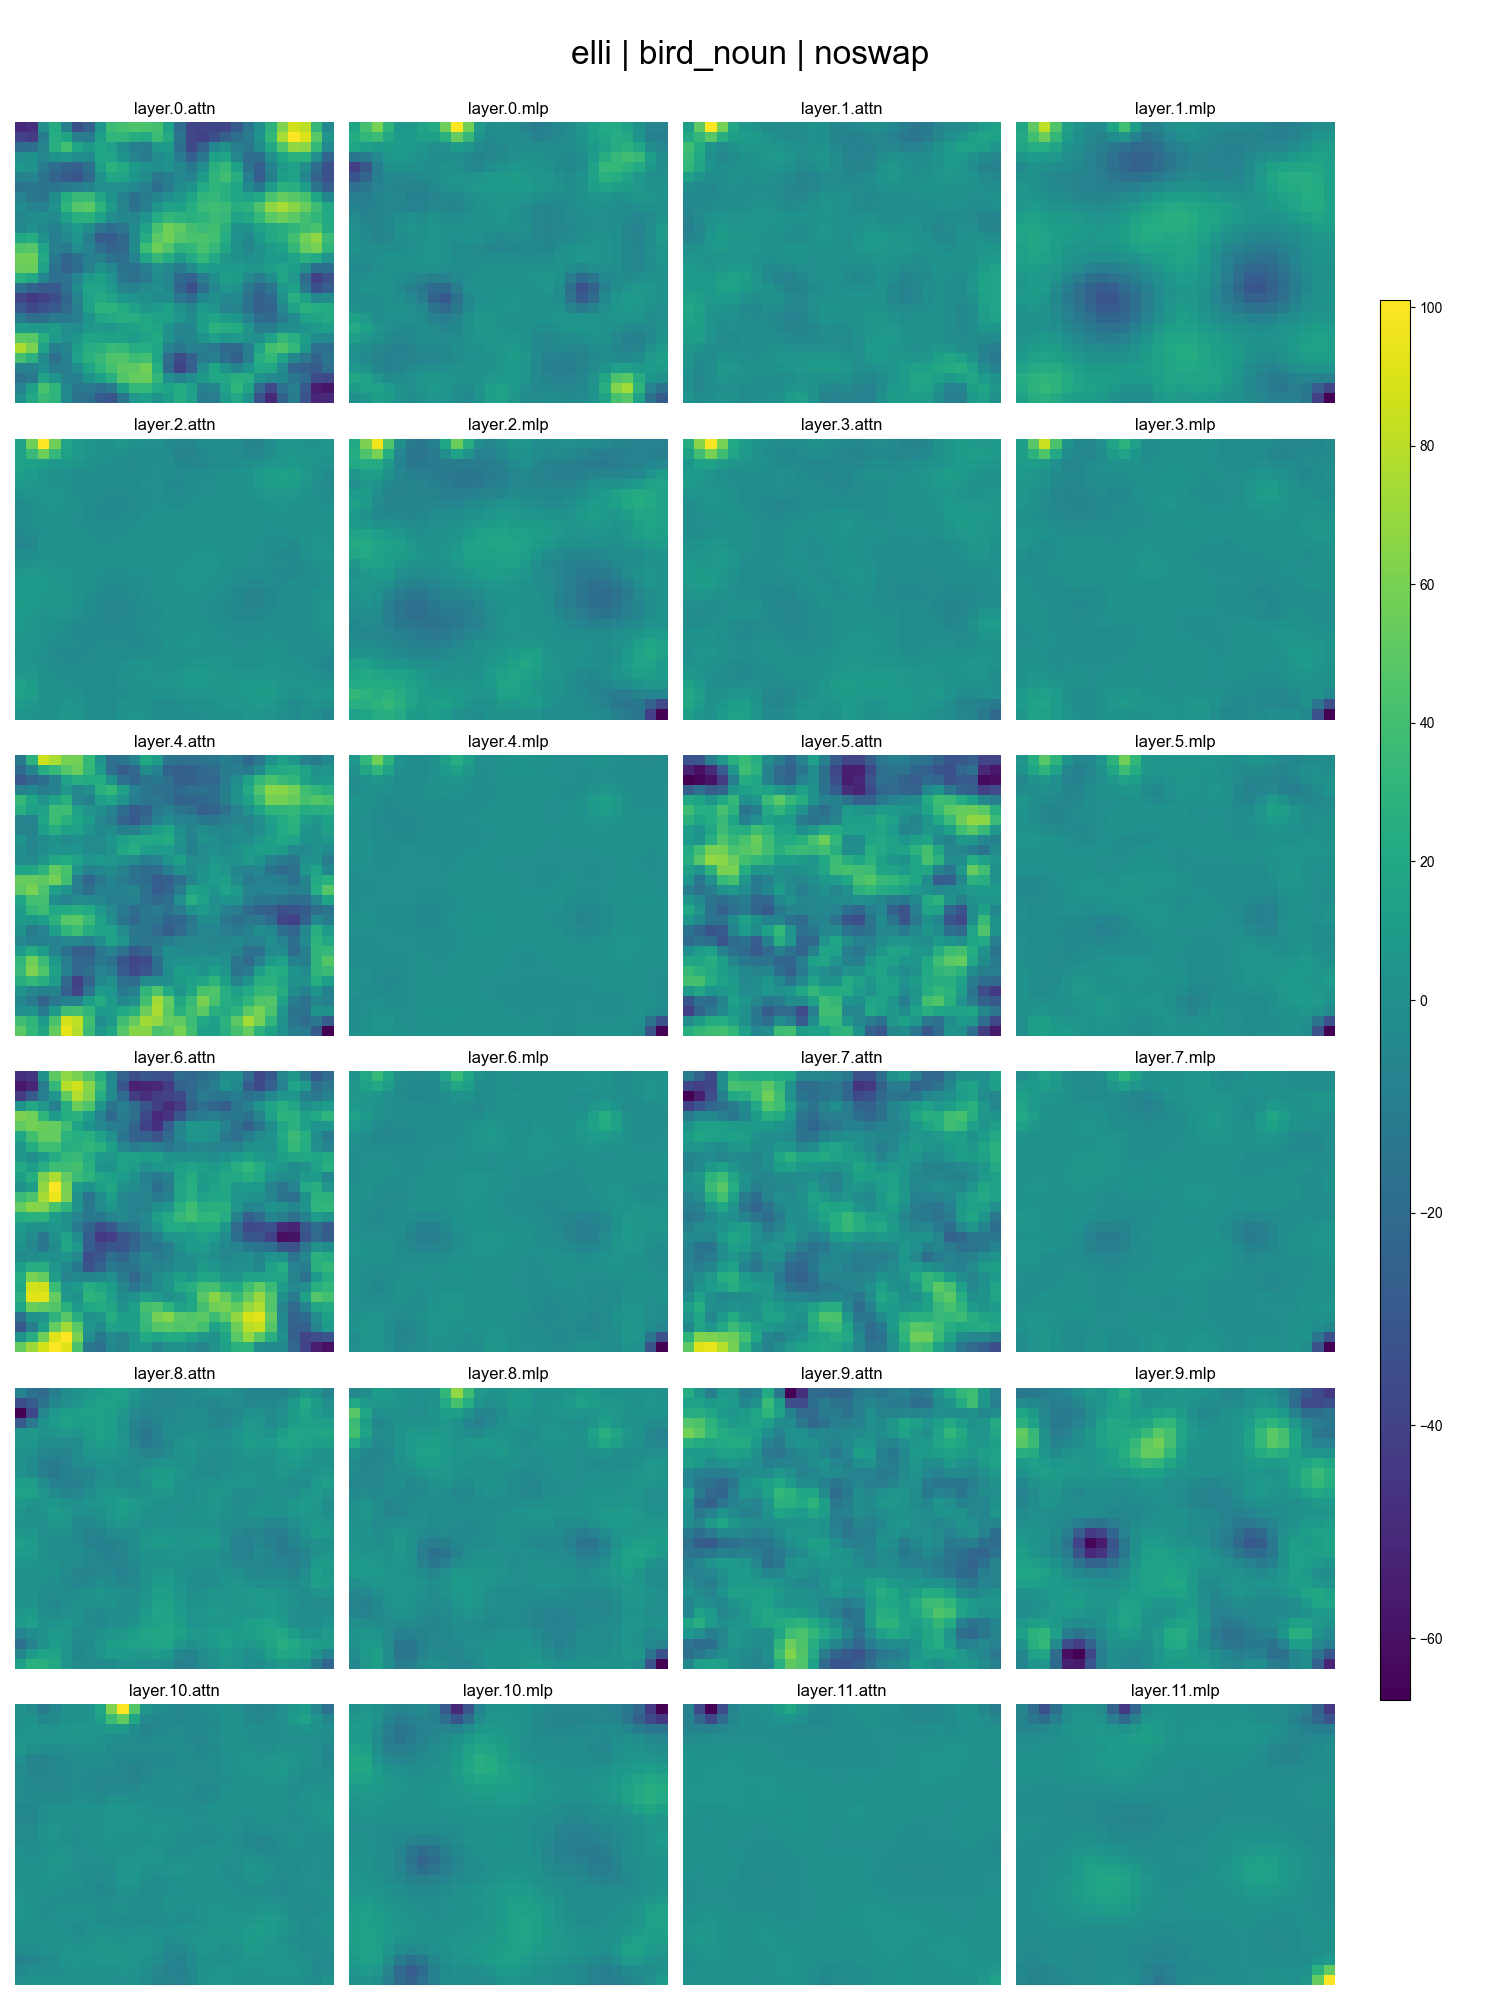 elli | bird_noun | noswap
layer.0.attn layer.0.mlp layer.1.attn layer.1.mlp
layer.2.attn layer.2.mlp layer.3.attn layer.3.mlp
layer.4.attn layer.4.mlp layer.5.attn layer.5.mlp
layer.6.attn layer.6.mlp layer.7.attn layer.7.mlp
layer.8.attn layer.8.mlp layer.9.attn layer.9.mlp
layer.10.attn layer.10.mlp layer.11.attn layer.11.mlp
100
80
60
40
20
0
−20
−40
−60